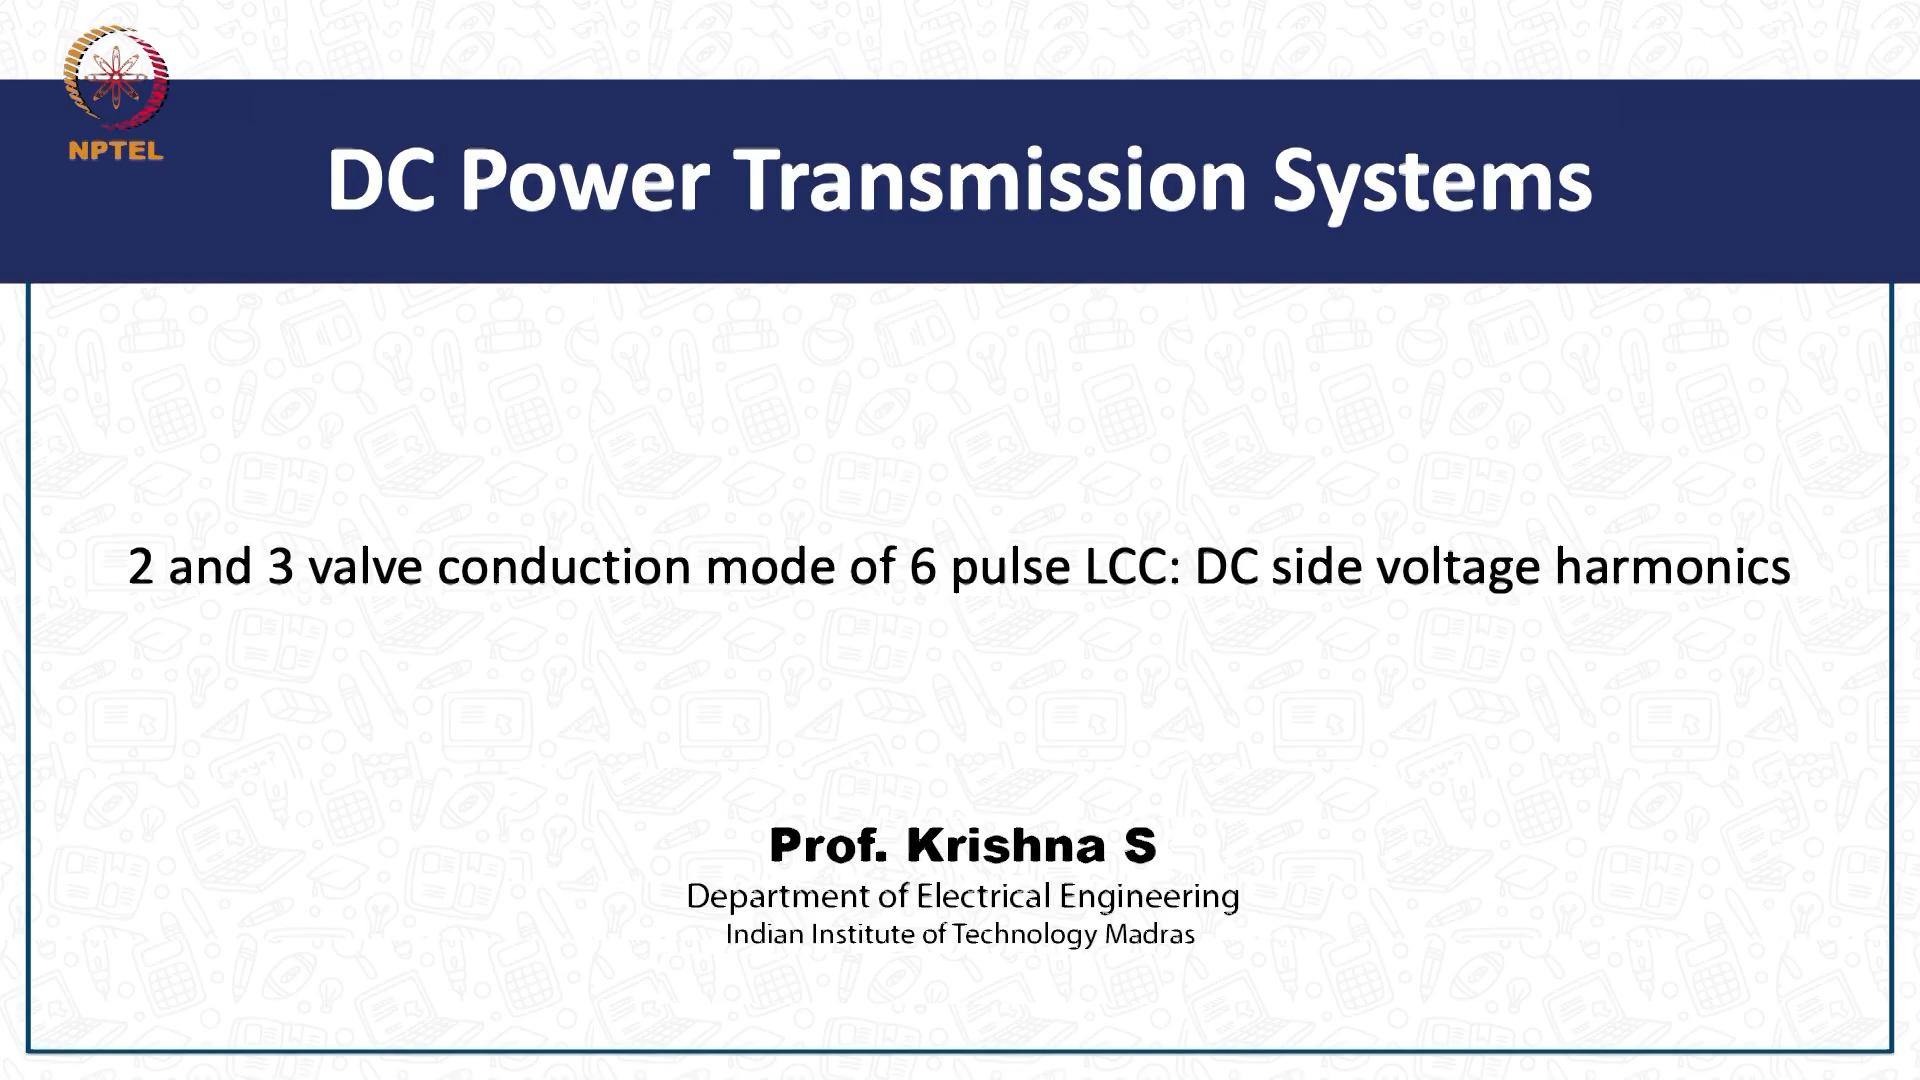 NPTEL
DC Power Transmission Systems
2 and 3 valve conduction mode of 6 pulse LCC: DC side voltage harmonics
Prof. Krishna S
Department of Electrical Engineering
Indian Institute of Technology Madras